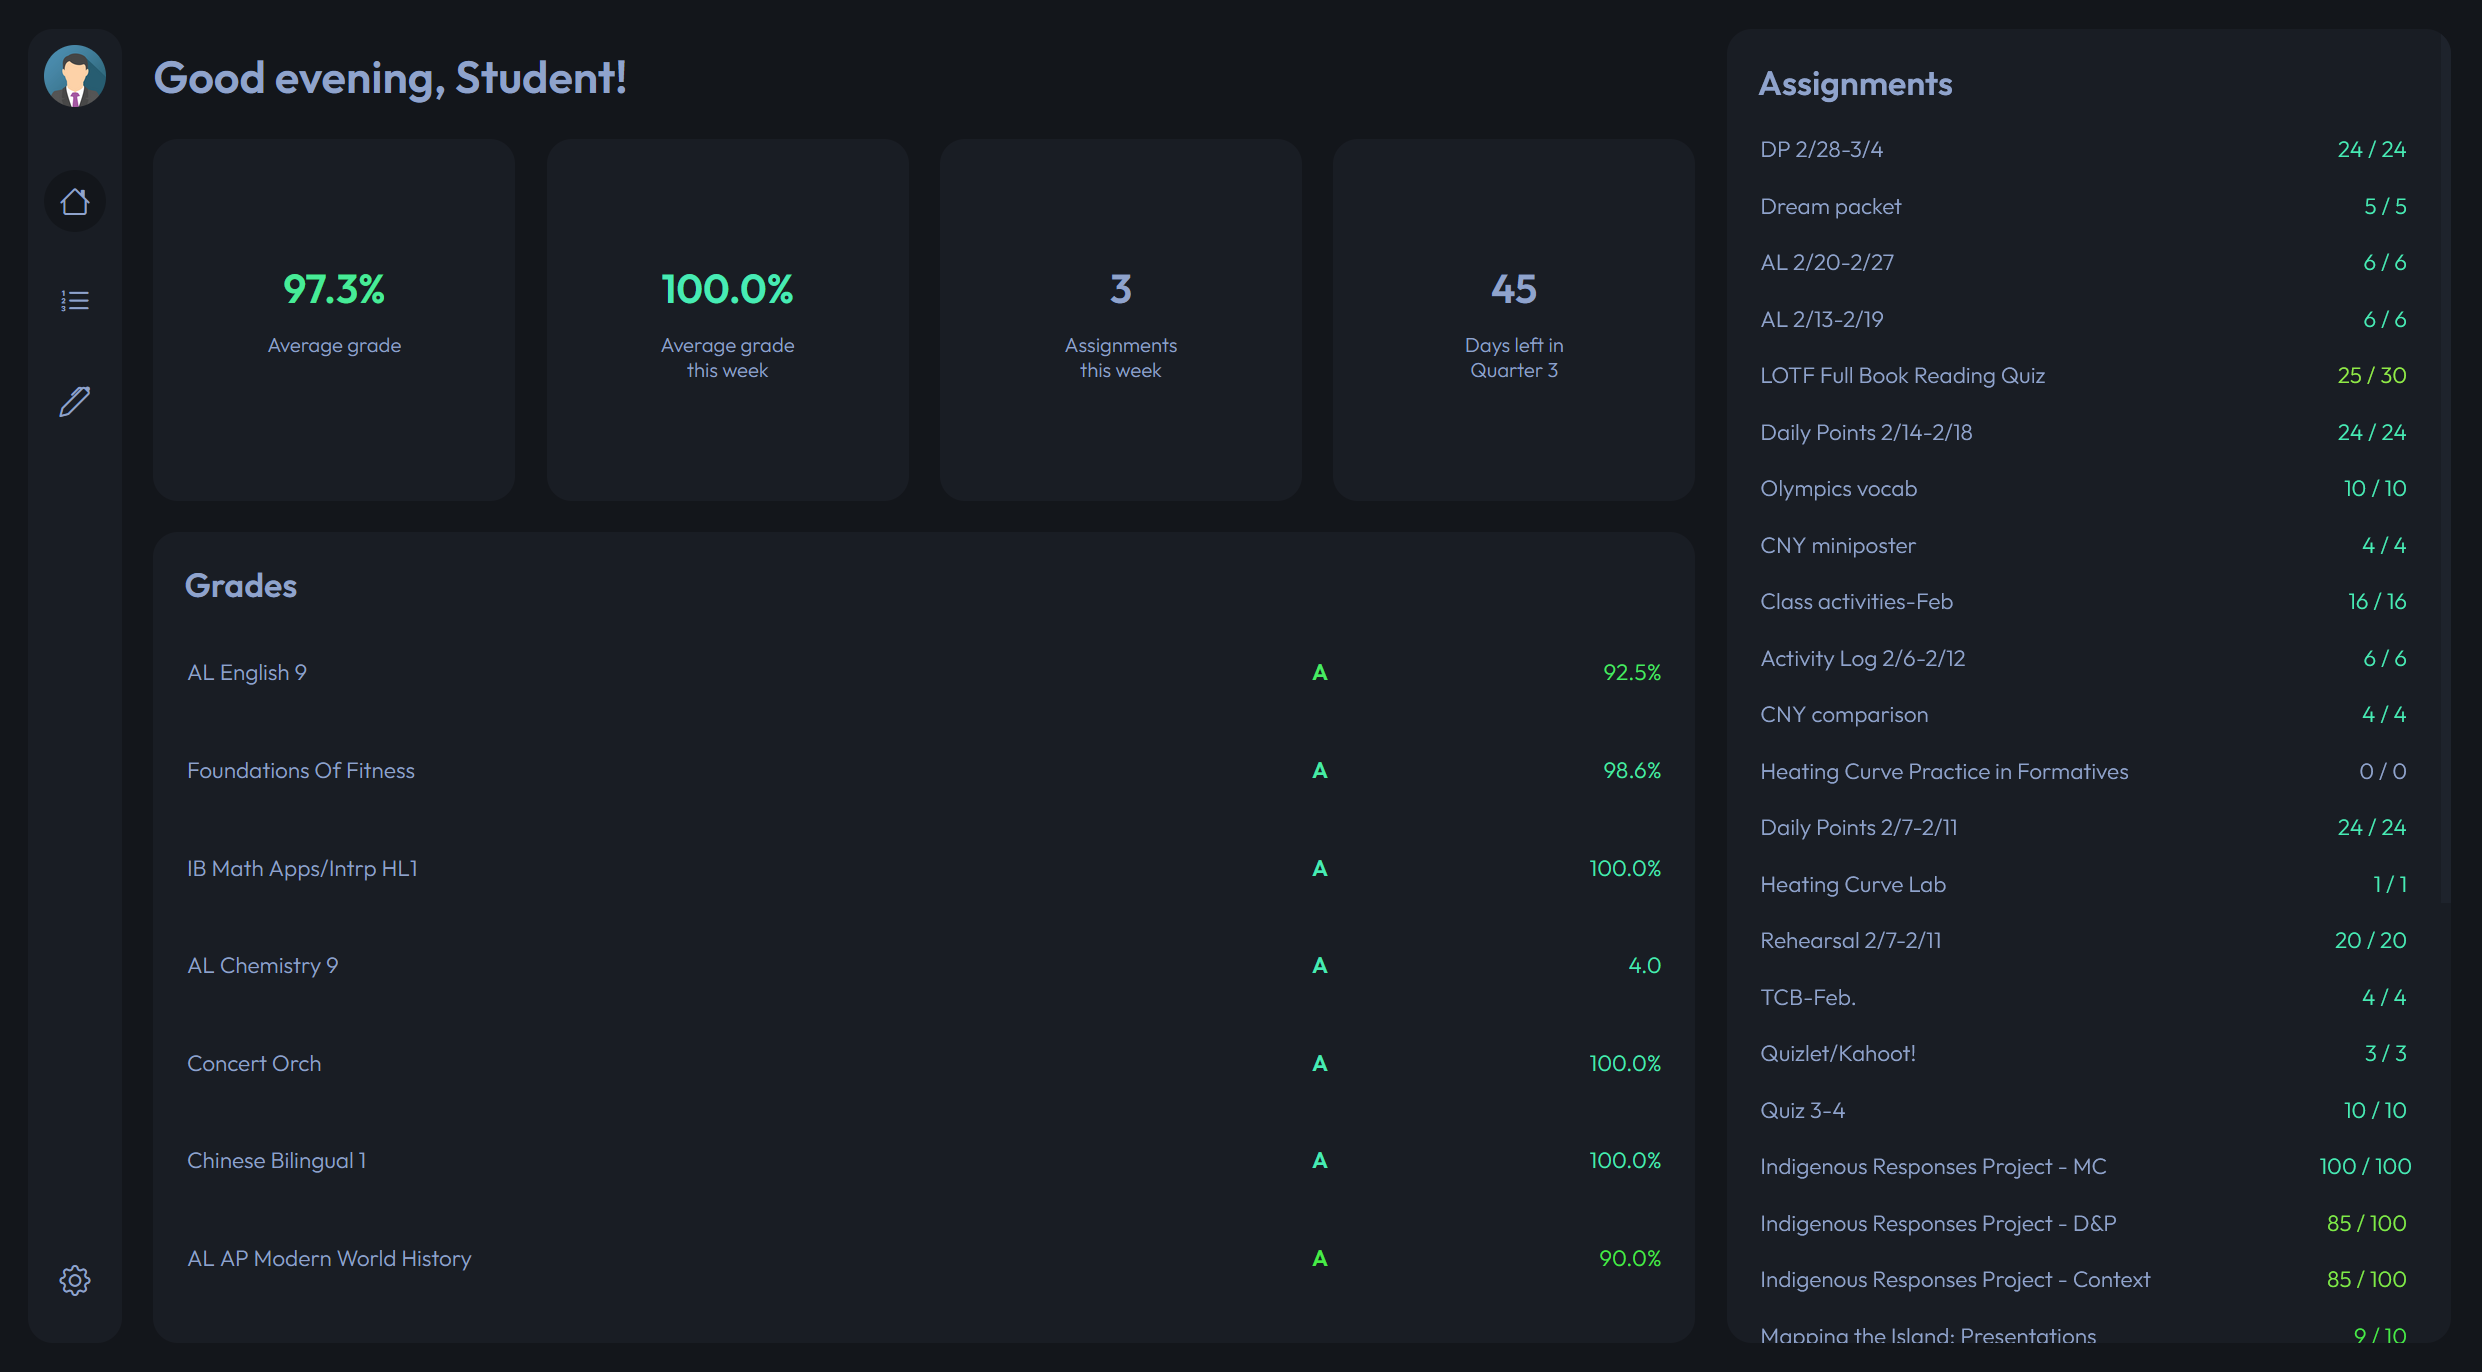 Good evening, Student!
97.3%
Average grade
100.0%
Average grade
this week
3
Assignments
this week
45
Days left in
Quarter 3
Grades
AL English 9 A 92.5%
Foundations Of Fitness A 98.6%
IB Math Apps/Intrp HL1 A 100.0%
AL Chemistry 9 A 4.0
Concert Orch A 100.0%
Chinese Bilingual 1 A 100.0%
AL AP Modern World History A 90.0%
Assignments
DP 2/28-3/4 24 / 24
Dream packet 5 / 5
AL 2/20-2/27 6 / 6
AL 2/13-2/19 6 / 6
LOTF Full Book Reading Quiz 25 / 30
Daily Points 2/14-2/18 24 / 24
Olympics vocab 10 / 10
CNY miniposter 4 / 4
Class activities-Feb 16 / 16
Activity Log 2/6-2/12 6 / 6
CNY comparison 4 / 4
Heating Curve Practice in Formatives 0 / 0
Daily Points 2/7-2/11 24 / 24
Heating Curve Lab 1 / 1
Rehearsal 2/7-2/11 20 / 20
TCB-Feb. 4 / 4
Quizlet/Kahoot! 3 / 3
Quiz 3-4 10 / 10
Indigenous Responses Project - MC 100 / 100
Indigenous Responses Project - D&P 85 / 100
Indigenous Responses Project - Context 85 / 100
Mapping the Island: Presentations 9 / 10